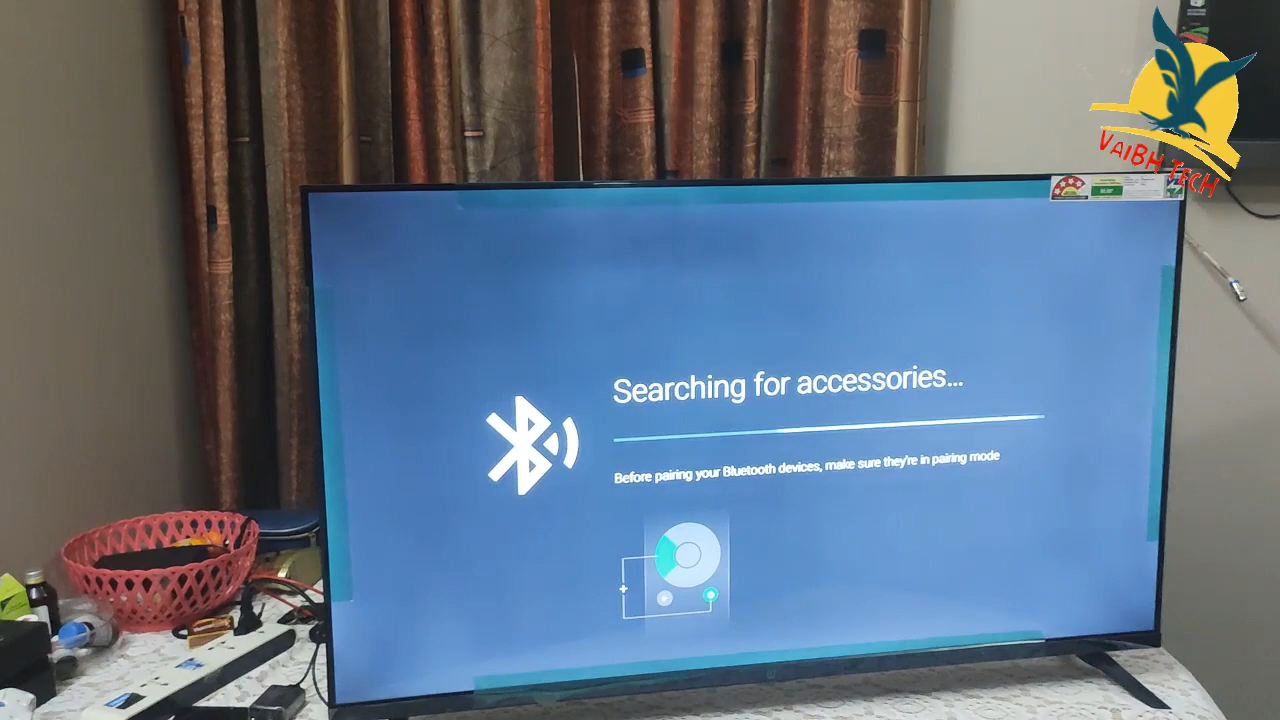 VAIBH TECH
Searching for accessories...
Before pairing your Bluetooth devices, make sure they're in pairing mode